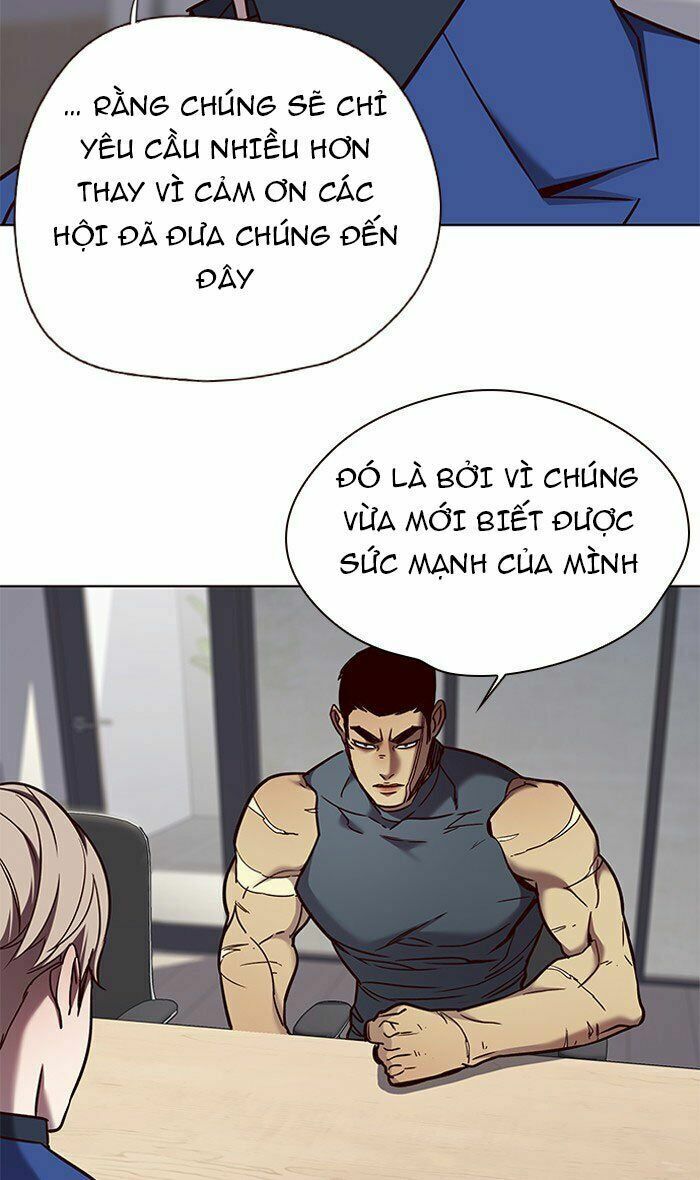 ... RẰNG CHÚNG SẼ CHỈ
YÊU CẦU NHIỀU HƠN
THAY VÌ CẢM ƠN CÁC
HỘI ĐÃ ĐƯA CHÚNG ĐẾN
ĐÂY
ĐÓ LÀ BỞI VÌ CHÚNG
VỪA MỚI BIẾT ĐƯỢC
SỨC MẠNH CỦA MÌNH